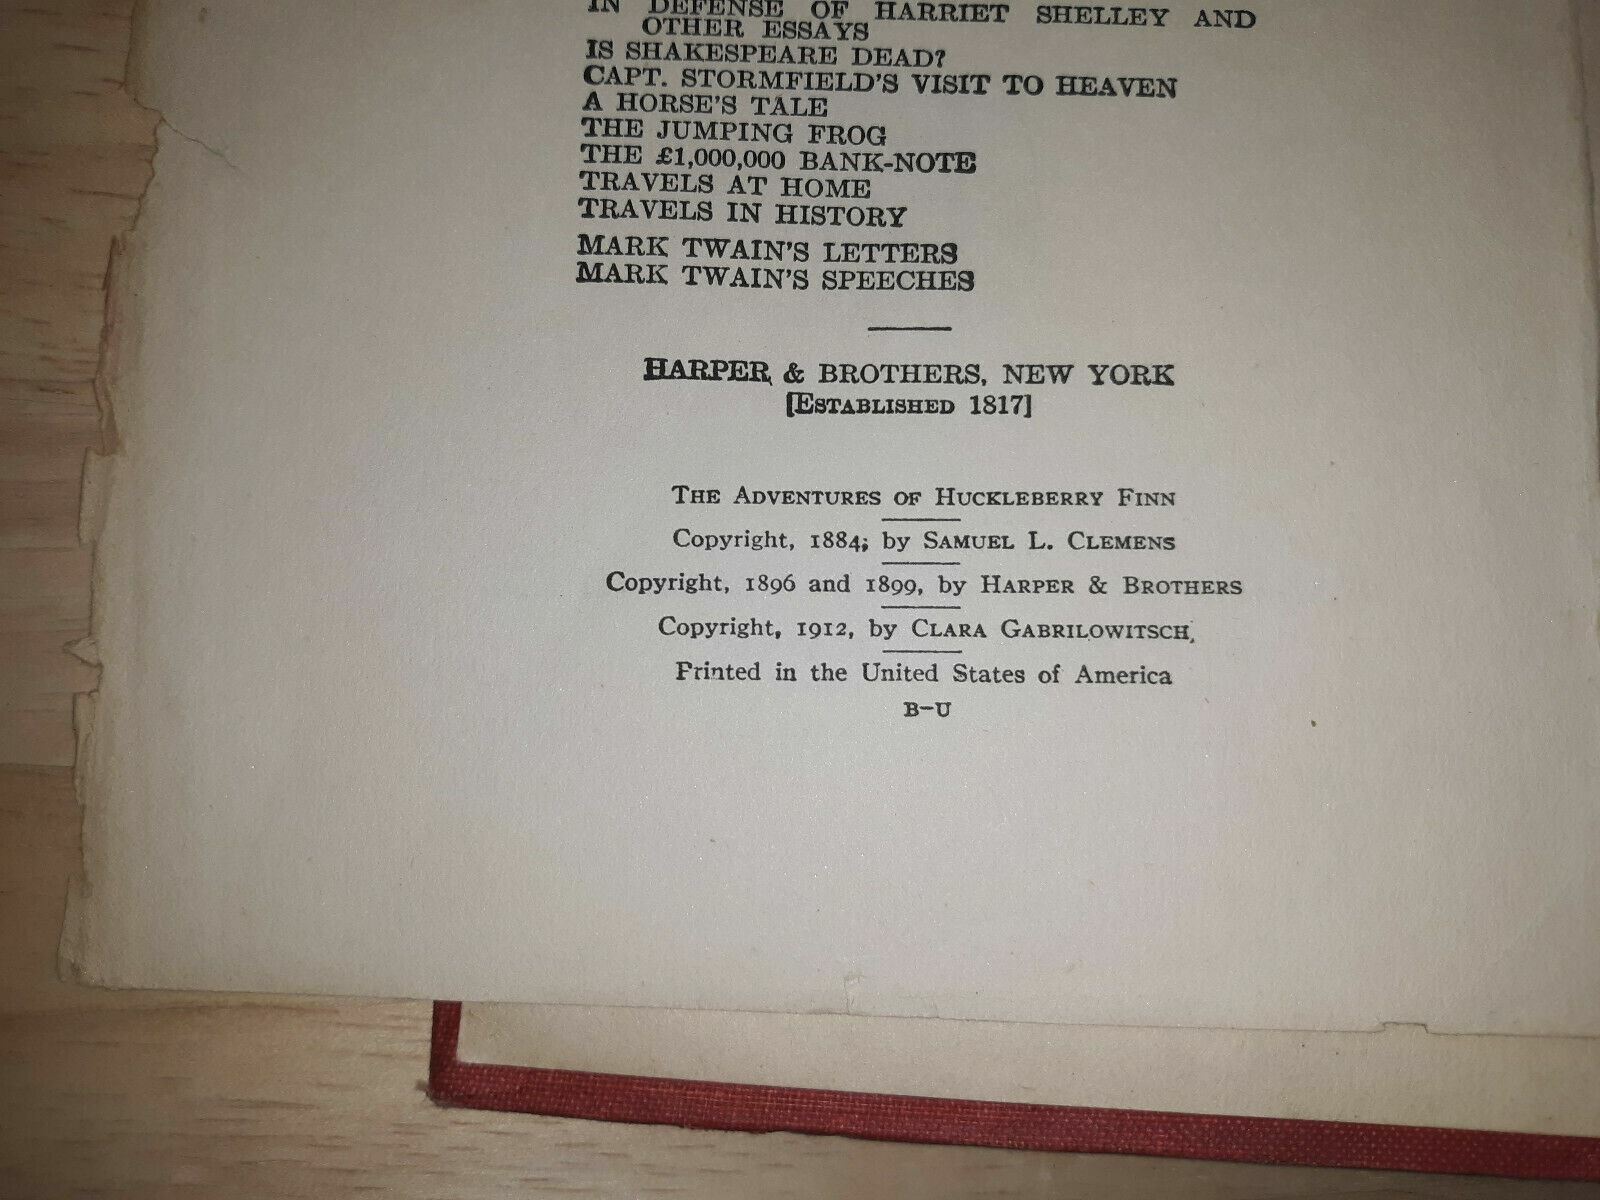 IN DEFENSE OF HARRIET SHELLEY AND
OTHER ESSAYS
IS SHAKESPEARE DEAD?
CAPT. STORMFIELD'S VISIT TO HEAVEN
A HORSE'S TALE
THE JUMPING FROG
THE £1,000,000 BANK-NOTE
TRAVELS AT HOME
TRAVELS IN HISTORY
MARK TWAIN'S LETTERS
MARK TWAIN'S SPEECHES
HARPER & BROTHERS, NEW YORK
[ESTABLISHED 1817]
THE ADVENTURES OF HUCKLEBERRY FINN
Copyright, 1884, by SAMUEL L. CLEMENS
Copyright, 1896 and 1899, by HARPER & BROTHERS
Copyright, 1912, by CLARA GABRILOWITSCH.
Printed in the United States of America
B-U